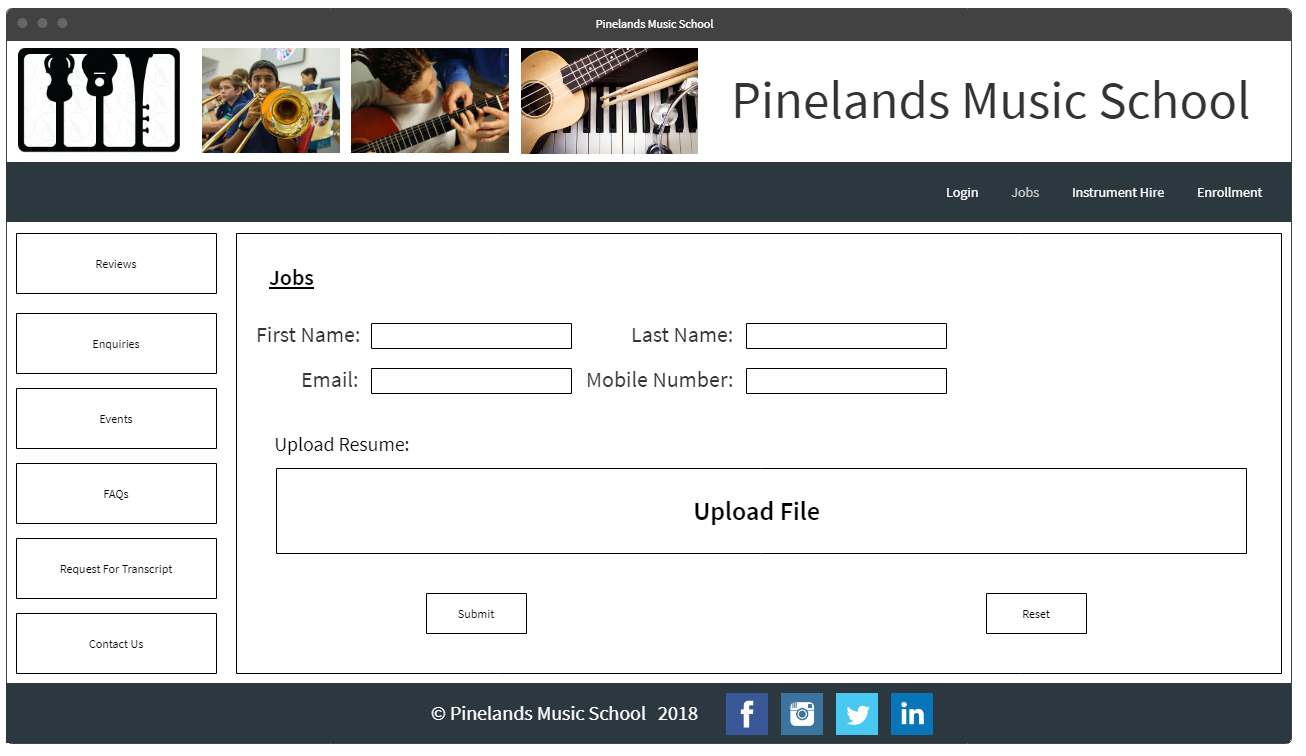 Pinelands Music School
Pinelands Music School
Login Jobs Instrument Hire Enrollment
Reviews
Enquiries
Events
FAQs
Request For Transcript
Contact Us
Jobs
First Name: Last Name:
Email: Mobile Number:
Upload Resume:
Upload File
Submit Reset
© Pinelands Music School 2018